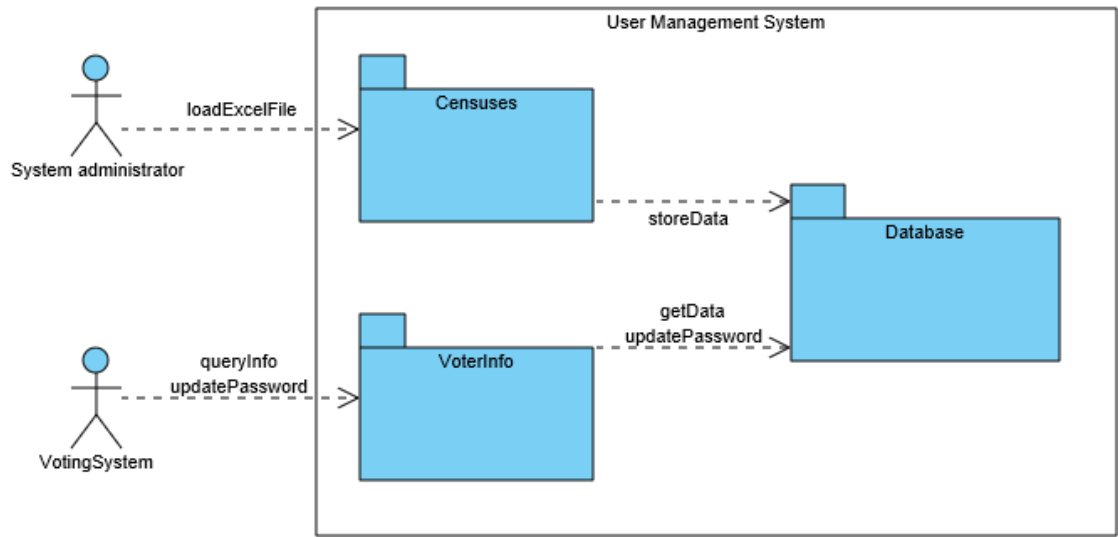 User Management System
Censuses
loadExcelFile
System administrator
storeData
Database
getData
updatePassword
queryInfo
updatePassword
VoterInfo
VotingSystem